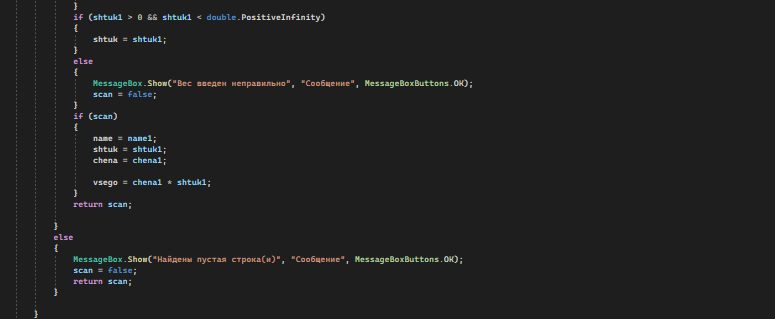 }
if (shtuk1 > 0 && shtuk1 < double.PositiveInfinity)
{
shtuk = shtuk1;
}
else
{
MessageBox.Show("Вес введен неправильно", "Сообщение", MessageBoxButtons.OK);
scan = false;
}
if (scan)
{
name = name1;
shtuk = shtuk1;
chena = chena1;
vsego = chena1 * shtuk1;
}
return scan;
}
else
{
MessageBox.Show("Найдены пустая строка(и)", "Сообщение", MessageBoxButtons.OK);
scan = false;
return scan;
}
}